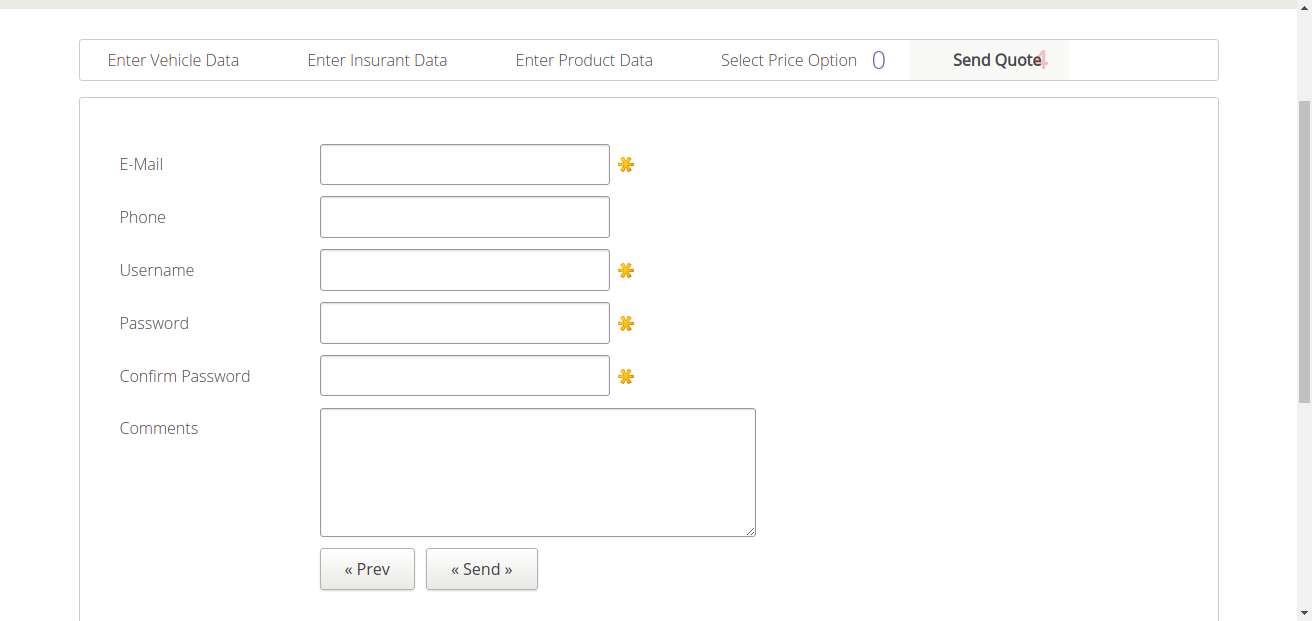 Enter Vehicle Data Enter Insurant Data Enter Product Data Select Price Option 0 Send Quote 4
E-Mail
Phone
Username
Password
Confirm Password
Comments
« Prev « Send »